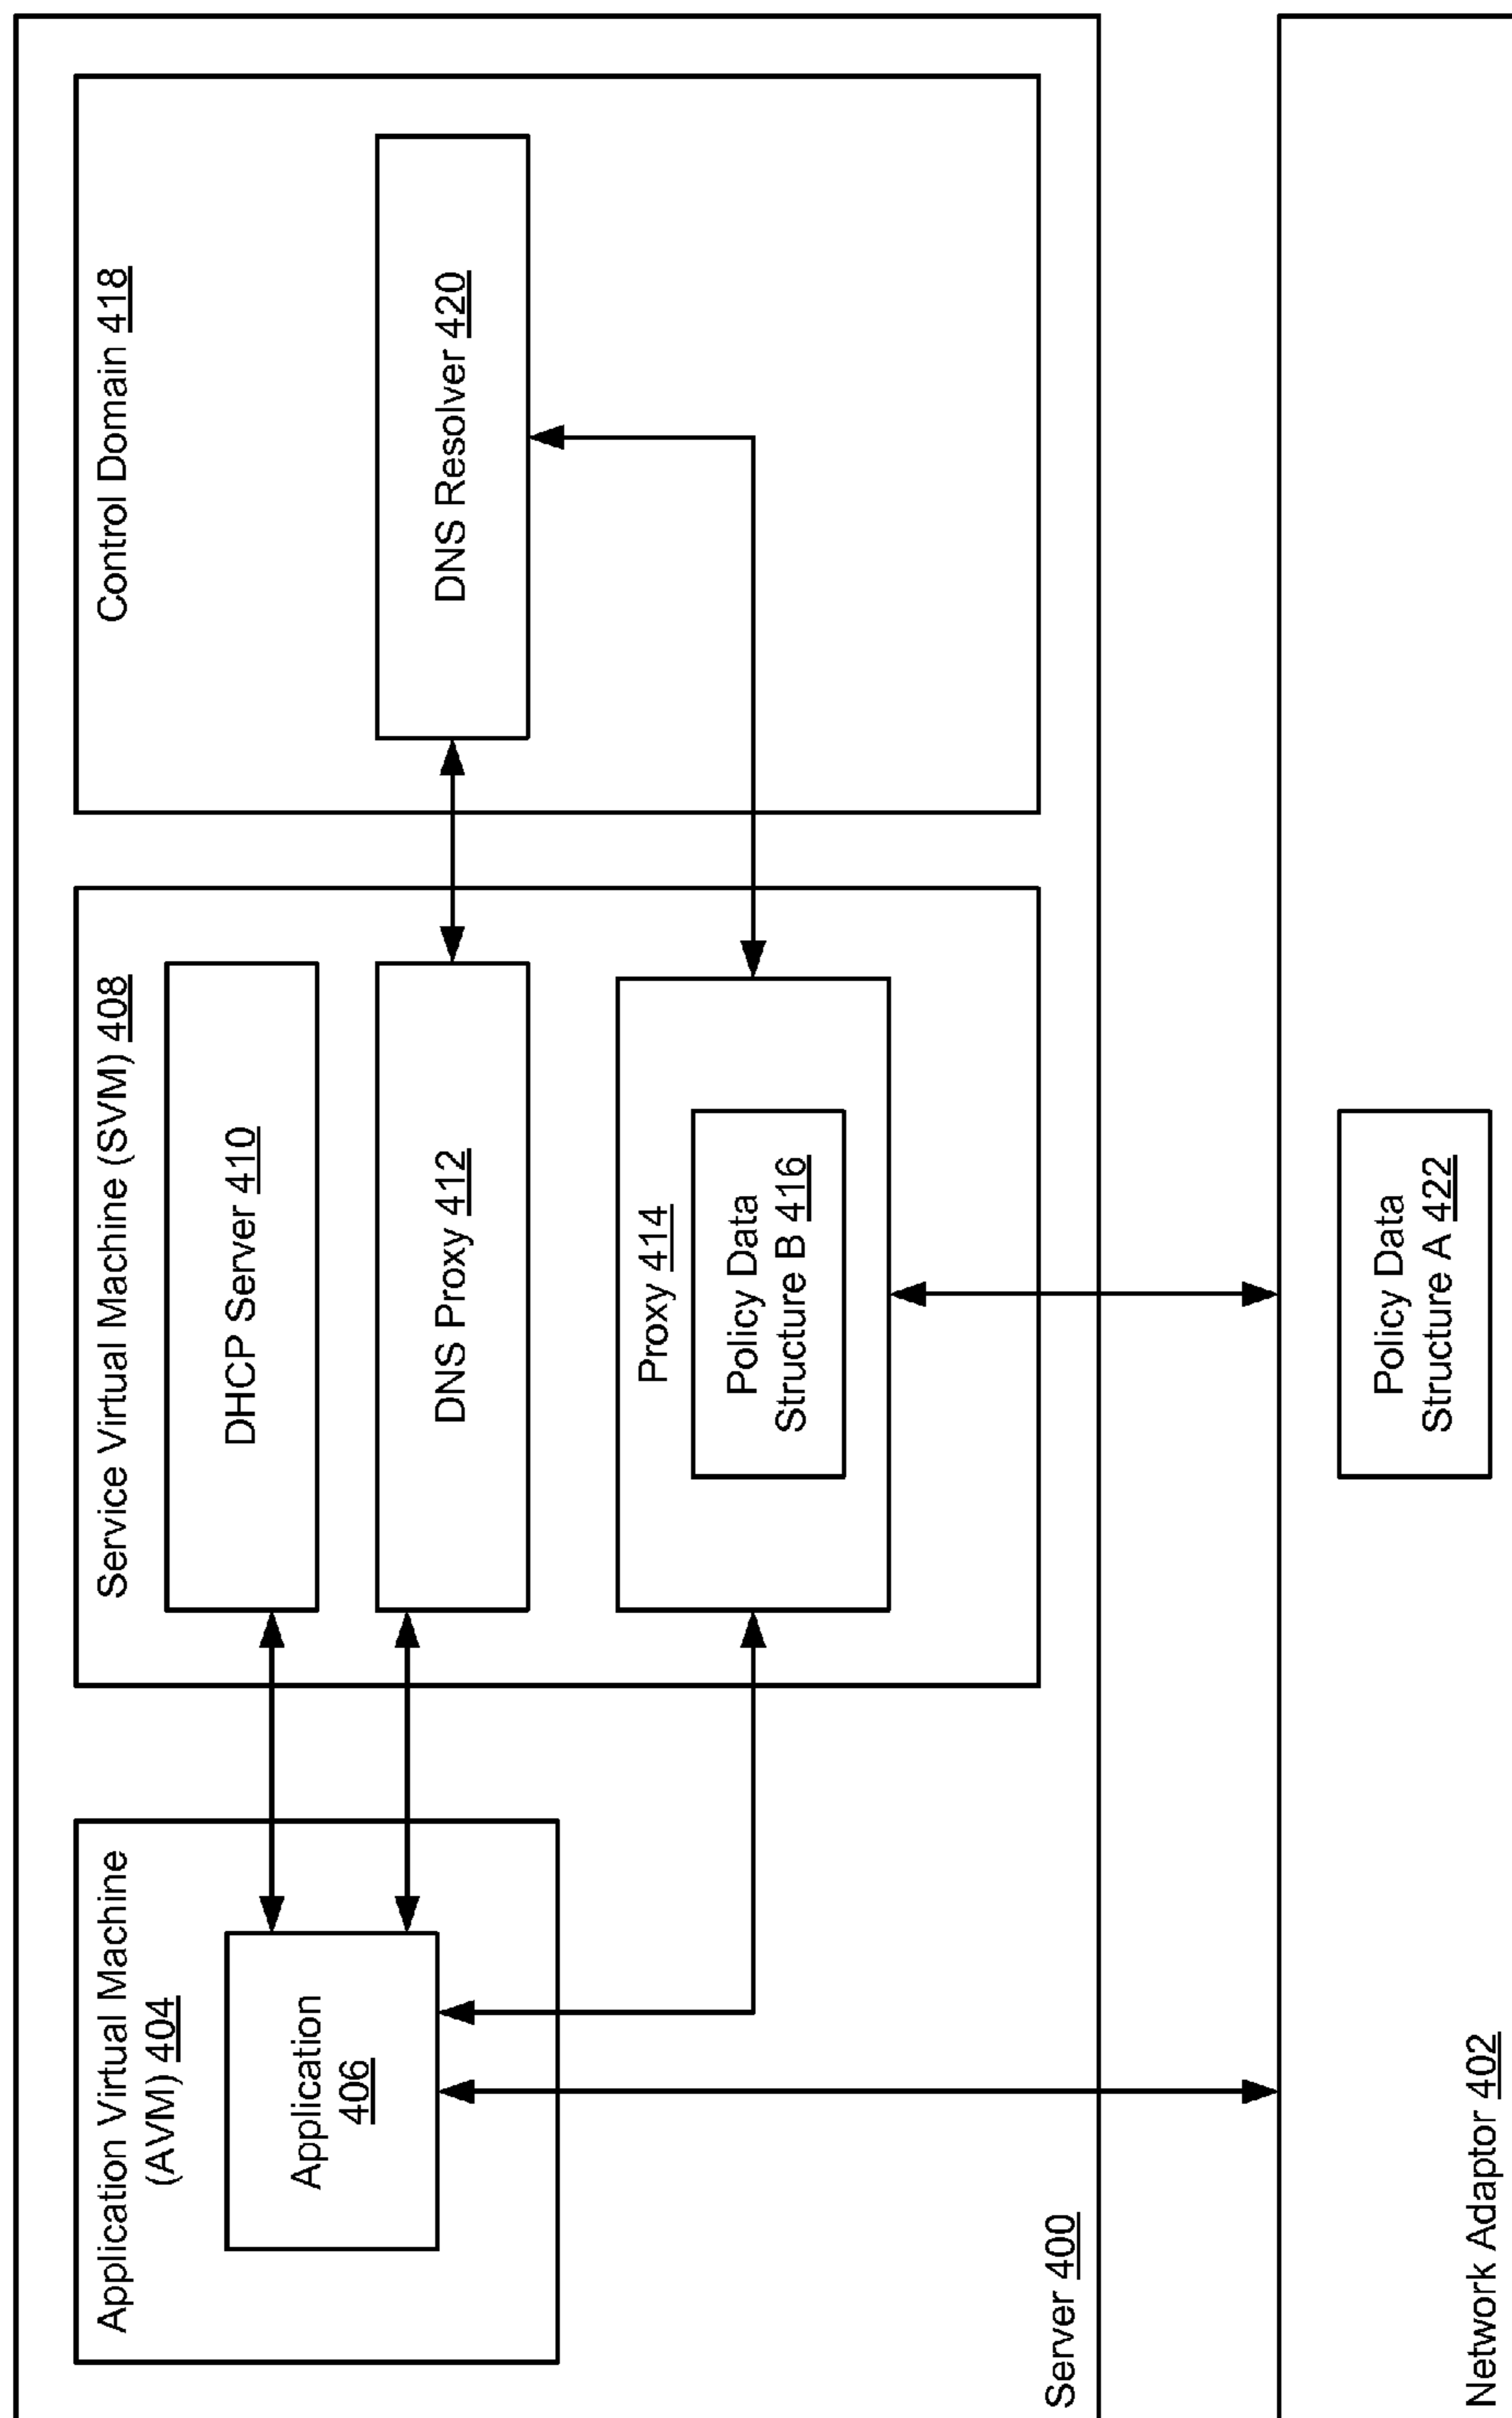 Application Virtual Machine
(AVM) 404
Application
406
Service Virtual Machine (SVM) 408
DHCP Server 410
DNS Proxy 412
Proxy 414
Policy Data
Structure B 416
Control Domain 418
DNS Resolver 420
Server 400
Policy Data
Structure A 422
Network Adaptor 402